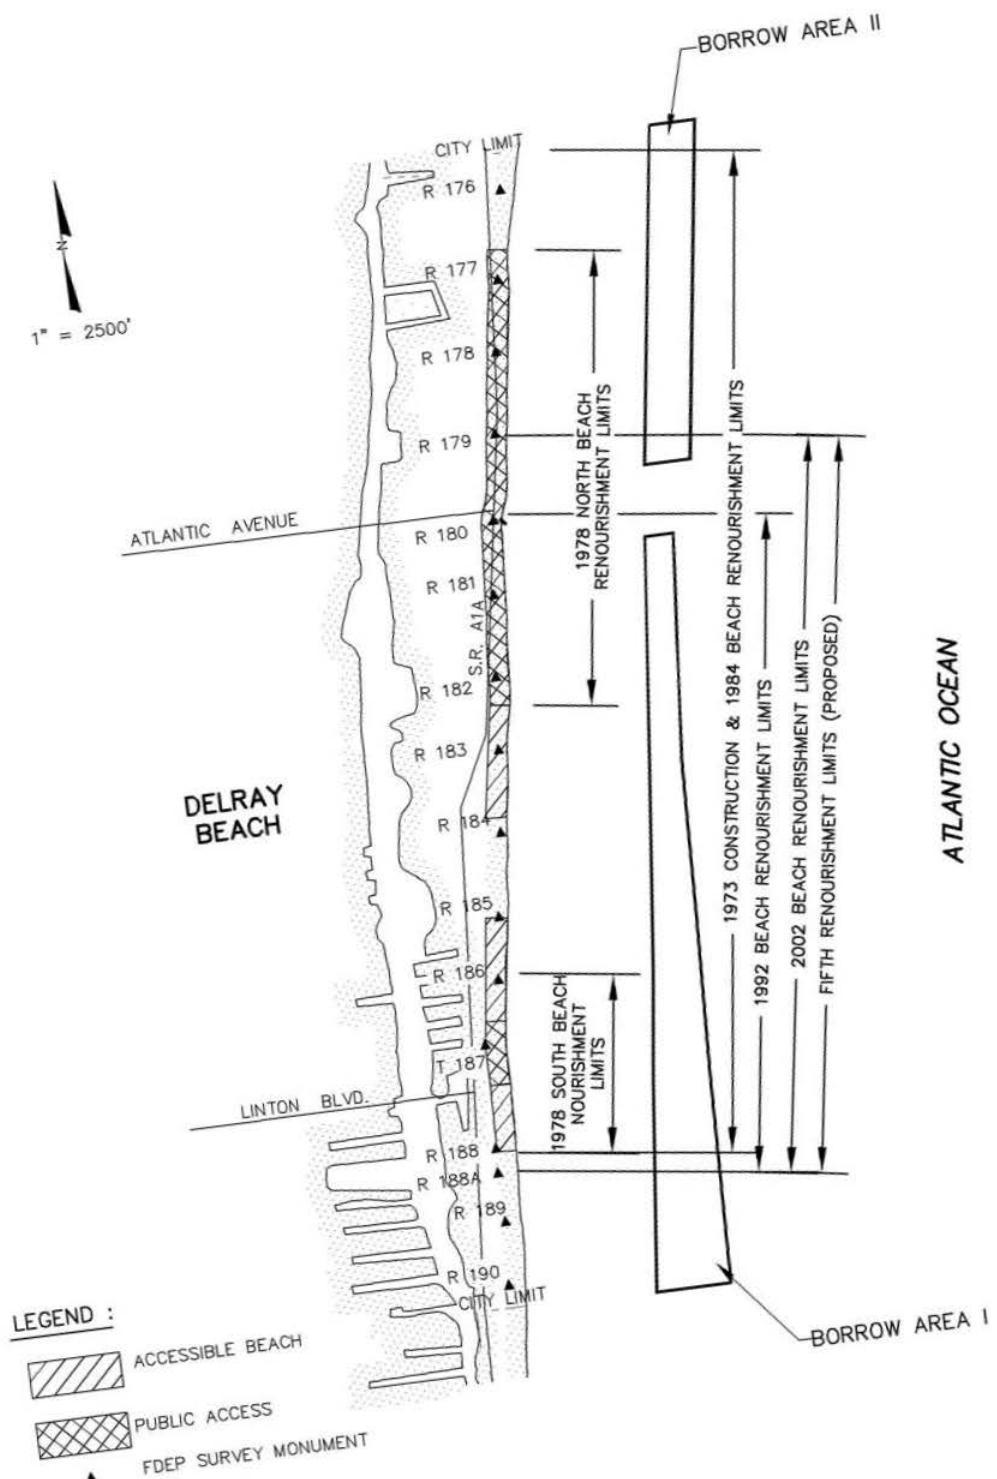 BORROW AREA II
CITY LIMIT
R 176
N
R 177
1" = 2500'
R 178
1978 NORTH BEACH
RENOURISHMENT LIMITS
1973 CONSTRUCTION & 1984 BEACH RENOURISHMENT LIMITS
R 179
ATLANTIC AVENUE
R 180
R 181
S.R. A1A
1992 BEACH RENOURISHMENT LIMITS
2002 BEACH RENOURISHMENT LIMITS
FIFTH RENOURISHMENT LIMITS (PROPOSED)
ATLANTIC OCEAN
R 182
R 183
DELRAY
BEACH
R 184
R 185
R 186
1978 SOUTH BEACH
NOURISHMENT
LIMITS
T 187
LINTON BLVD.
R 188
R 188A
R 189
R 190
CITY LIMIT
BORROW AREA I
LEGEND :
ACCESSIBLE BEACH
PUBLIC ACCESS
FDEP SURVEY MONUMENT